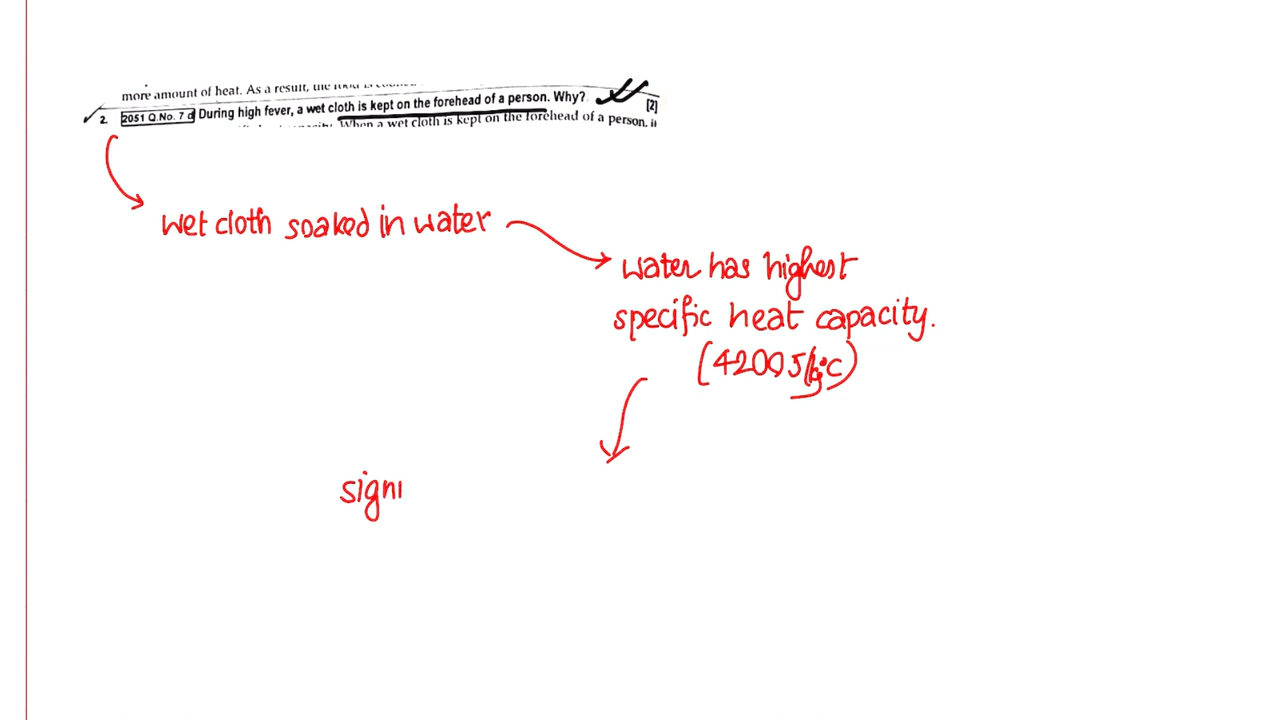 more amount of heat. As a result, the food is
2. 2051 Q.No. 7 d During high fever, a wet cloth is kept on the forehead of a person. Why? [2]
When a wet cloth is kept on the forehead of a person, it
wet cloth soaked in water
water has highest
specific heat capacity.
(4200J/kg°C)
signi